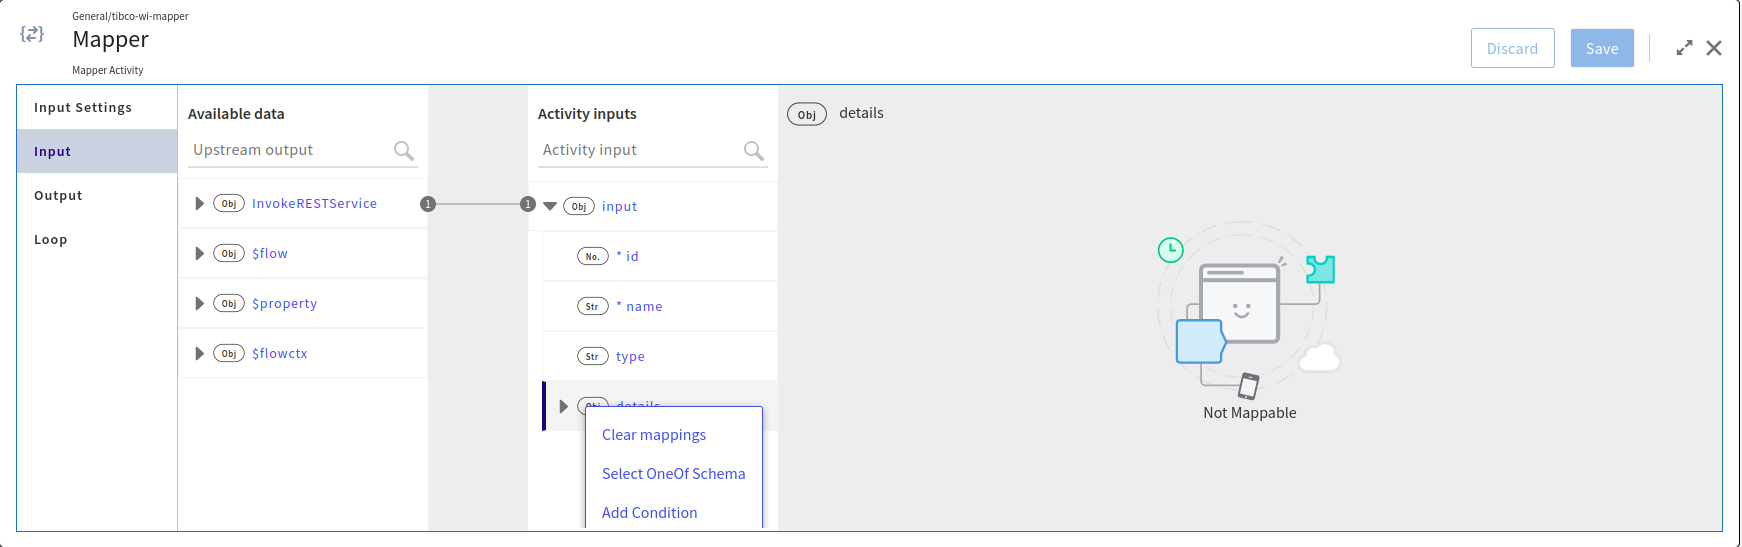 General/tibco-wi-mapper
Mapper
Mapper Activity
Discard
Save
Input Settings
Input
Output
Loop
Available data
Upstream output
Obj InvokeRESTService
Obj $flow
Obj $property
Obj $flowctx
1
1
Activity inputs
Activity input
Obj input
No. * id
Str * name
Str type
Obj details
Clear mappings
Select OneOf Schema
Add Condition
Obj details
Not Mappable